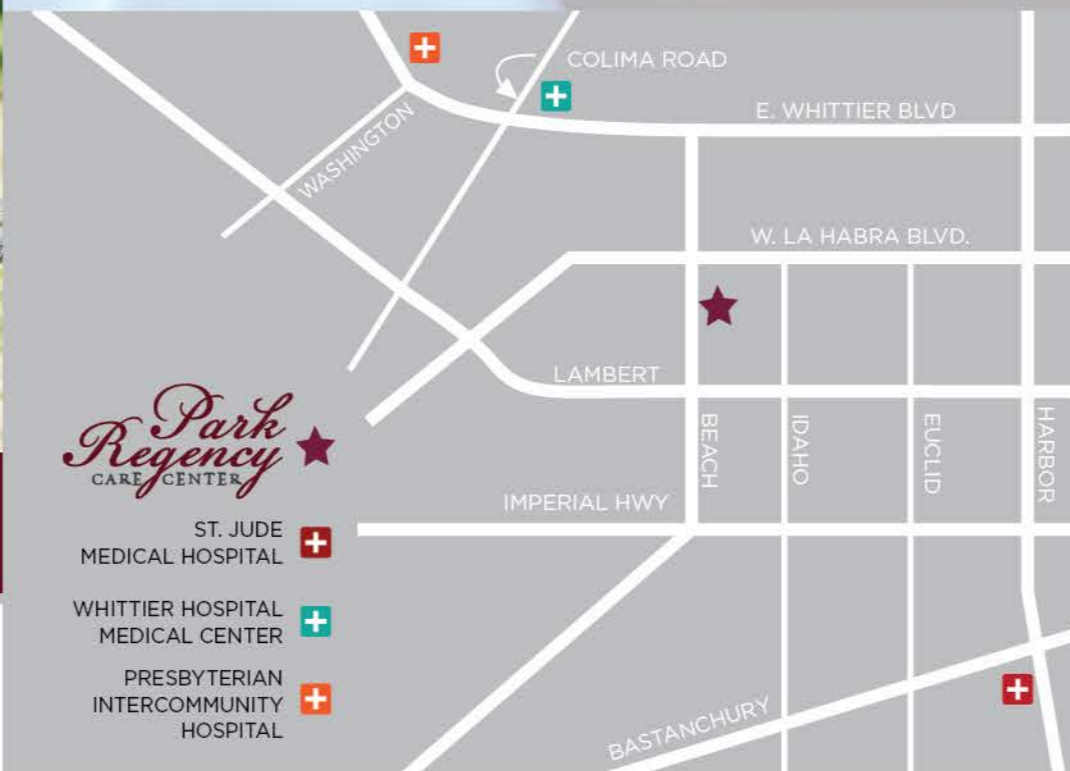 COLIMA ROAD
E. WHITTIER BLVD
WASHINGTON
W. LA HABRA BLVD.
LAMBERT
BEACH
IDAHO
EUCLID
HARBOR
Park
Regency
CARE CENTER
IMPERIAL HWY
ST. JUDE
MEDICAL HOSPITAL
WHITTIER HOSPITAL
MEDICAL CENTER
PRESBYTERIAN
INTERCOMMUNITY
HOSPITAL
BASTANCHURY